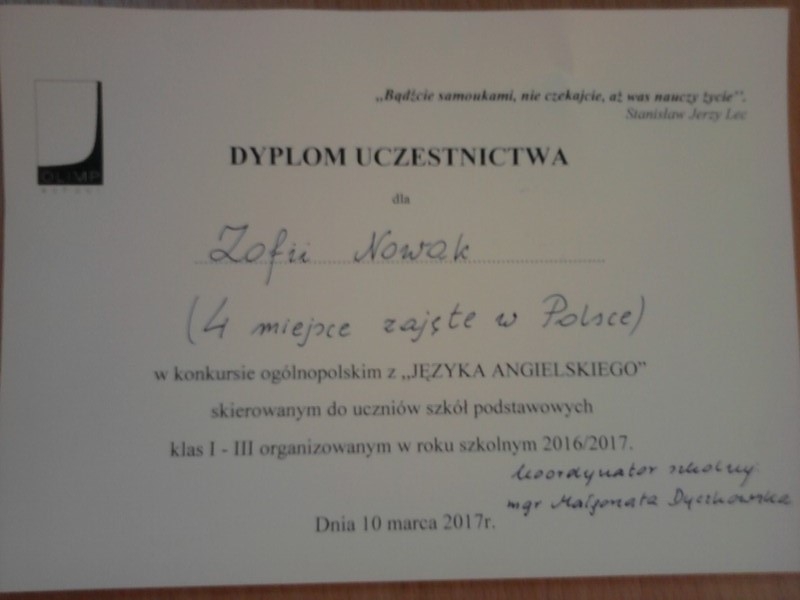 „Bądźcie samoukami, nie czekajcie, aż was nauczy życie”.
Stanisław Jerzy Lec
OLIMP
DYPLOM UCZESTNICTWA
dla
Zofii Nowak
(4 miejsce zajęte w Polsce)
w konkursie ogólnopolskim z „JĘZYKA ANGIELSKIEGO”
skierowanym do uczniów szkół podstawowych
klas I - III organizowanym w roku szkolnym 2016/2017.
koordynator szkolny
mgr Małgorzata Dyczkowska
Dnia 10 marca 2017r.